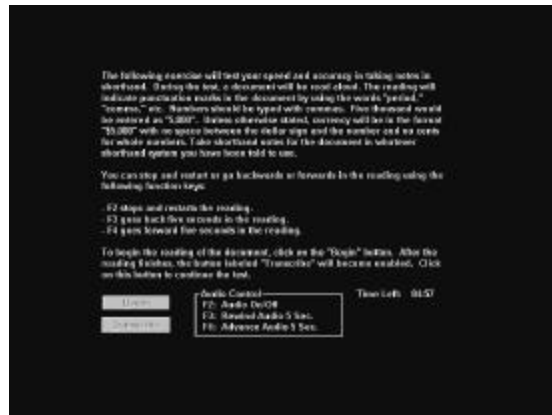 The following exercise will test your speed and accuracy in taking notes in
shorthand. During the test, a document will be read aloud. The reading will
indicate punctuation marks in the document by using the words "period,"
"comma," etc. Numbers should be typed with commas. Five thousand would
be entered as "5,000". Unless otherwise stated, currency will be in the format
"$5,000" with no space between the dollar sign and the number and no cents
for whole numbers. Take shorthand notes for the document in whatever
shorthand system you have been told to use.
You can stop and restart or go backwards or forwards in the reading using the
following function keys:
- F2 stops and restarts the reading.
- F3 goes back five seconds in the reading.
- F4 goes forward five seconds in the reading.
To begin the reading of the document, click on the "Begin" button. After the
reading finishes, the button labeled "Transcribe" will become enabled. Click
on this button to continue the test.
Audio Control
Time Left: 04:57
F2: Audio On/Off
F3: Rewind Audio 5 Sec.
F4: Advance Audio 5 Sec.